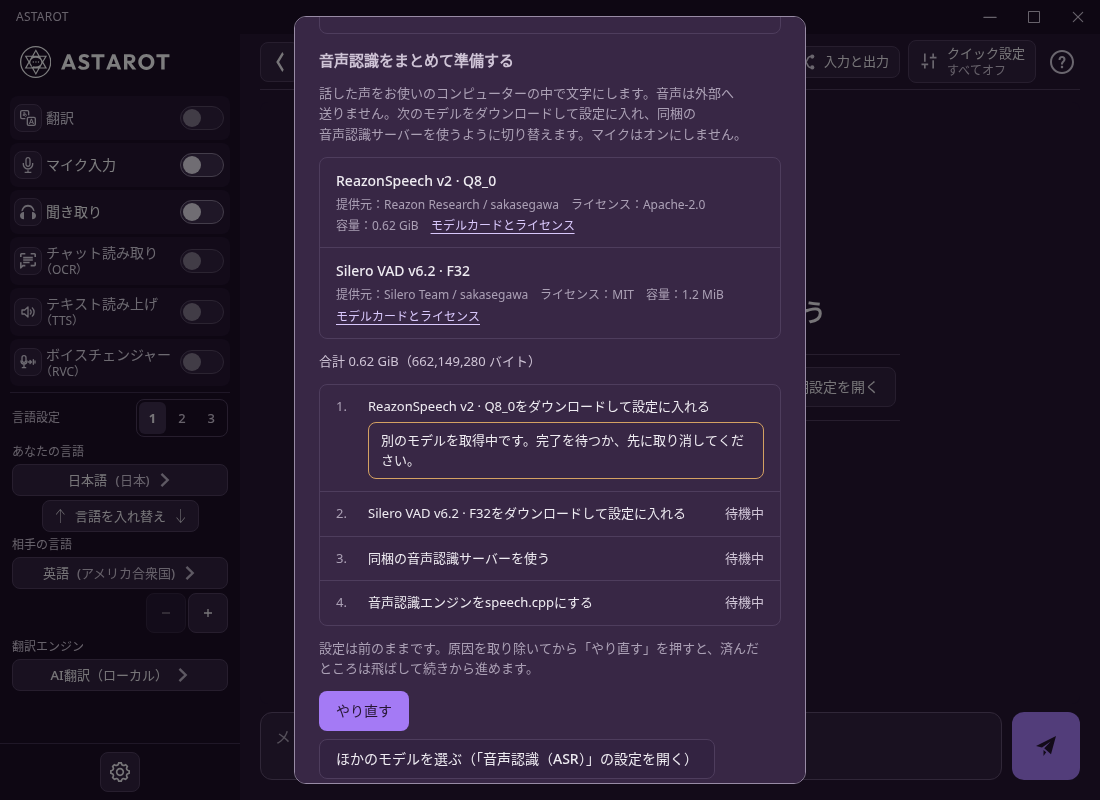 ASTAROT
ASTAROT
翻訳
マイク入力
聞き取り
チャット読み取り
（OCR）
テキスト読み上げ
（TTS）
ボイスチェンジャー
（RVC）
言語設定
1 2 3
あなたの言語
日本語 (日本)
↑ 言語を入れ替え ↓
相手の言語
英語 (アメリカ合衆国)
− +
翻訳エンジン
AI翻訳（ローカル）
入力と出力
クイック設定
すべてオフ
?
音声認識をまとめて準備する
話した声をお使いのコンピューターの中で文字にします。音声は外部へ
送りません。次のモデルをダウンロードして設定に入れ、同梱の
音声認識サーバーを使うように切り替えます。マイクはオンにしません。
ReazonSpeech v2 · Q8_0
提供元：Reazon Research / sakasegawa ライセンス：Apache-2.0
容量：0.62 GiB モデルカードとライセンス
Silero VAD v6.2 · F32
提供元：Silero Team / sakasegawa ライセンス：MIT 容量：1.2 MiB
モデルカードとライセンス
合計 0.62 GiB（662,149,280 バイト）
1. ReazonSpeech v2 · Q8_0をダウンロードして設定に入れる
別のモデルを取得中です。完了を待つか、先に取り消してくだ
さい。
2. Silero VAD v6.2 · F32をダウンロードして設定に入れる 待機中
3. 同梱の音声認識サーバーを使う 待機中
4. 音声認識エンジンをspeech.cppにする 待機中
設定は前のままです。原因を取り除いてから「やり直す」を押すと、済んだ
ところは飛ばして続きから進めます。
やり直す
ほかのモデルを選ぶ（「音声認識（ASR）」の設定を開く）
う
設定を開く
メ